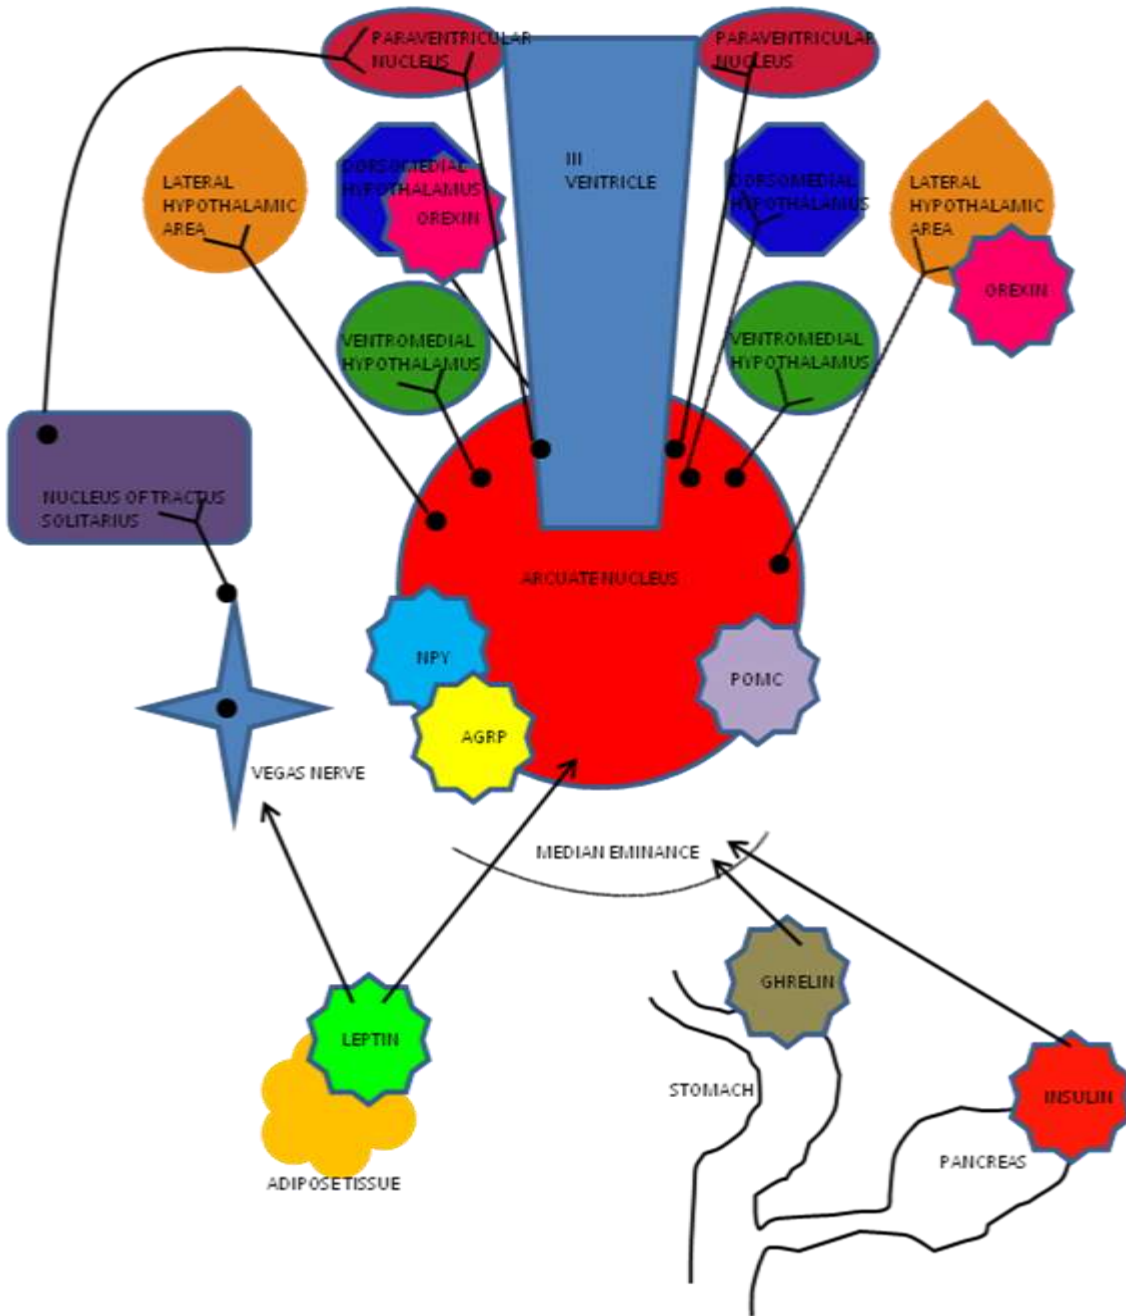 PARAVENTRICULAR
NUCLEUS
PARAVENTRICULAR
NUCLEUS
III
VENTRICLE
DORSOMEDIAL
HYPOTHALAMUS
OREXIN
DORSOMEDIAL
HYPOTHALAMUS
LATERAL
HYPOTHALAMIC
AREA
LATERAL
HYPOTHALAMIC
AREA
OREXIN
VENTROMEDIAL
HYPOTHALAMUS
VENTROMEDIAL
HYPOTHALAMUS
NUCLEUS OF TRACTUS
SOLITARIUS
ARCUATE NUCLEUS
NPY
POMC
AGRP
VEGAS NERVE
MEDIAN EMINANCE
GHRELIN
LEPTIN
STOMACH
INSULIN
PANCREAS
ADIPOSE TISSUE